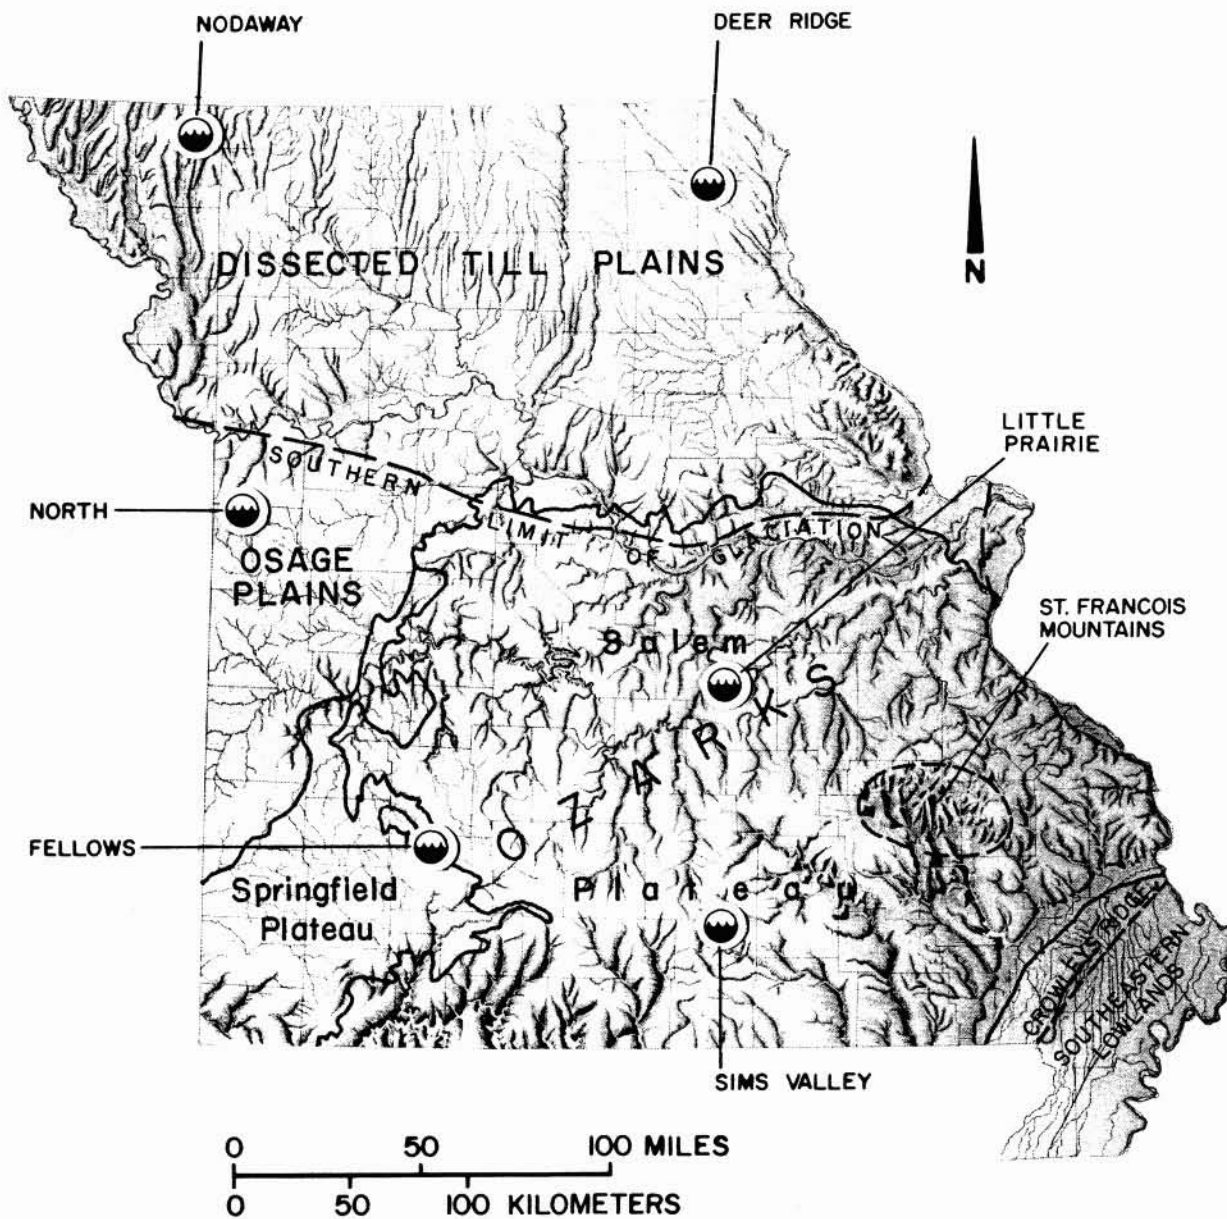 NODAWAY
DEER RIDGE
DISSECTED TILL PLAINS
N
LITTLE
PRAIRIE
SOUTHERN LIMIT OF GLACIATION
NORTH
OSAGE
PLAINS
ST. FRANCOIS
MOUNTAINS
Salem
OZARKS
FELLOWS
Springfield
Plateau
Plateau
CROWLEYS RIDGE
SOUTHEASTERN
LOWLANDS
SIMS VALLEY
0 50 100 MILES
0 50 100 KILOMETERS